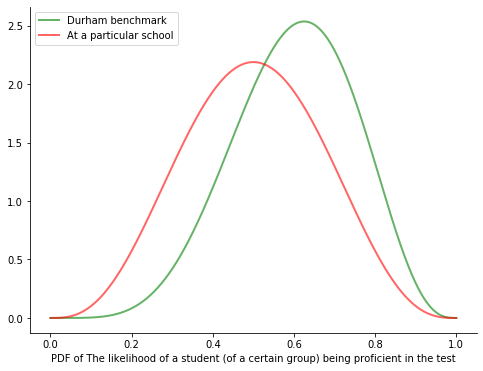 Durham benchmark
At a particular school
2.5
2.0
1.5
1.0
0.5
0.0
0.0 0.2 0.4 0.6 0.8 1.0
PDF of The likelihood of a student (of a certain group) being proficient in the test